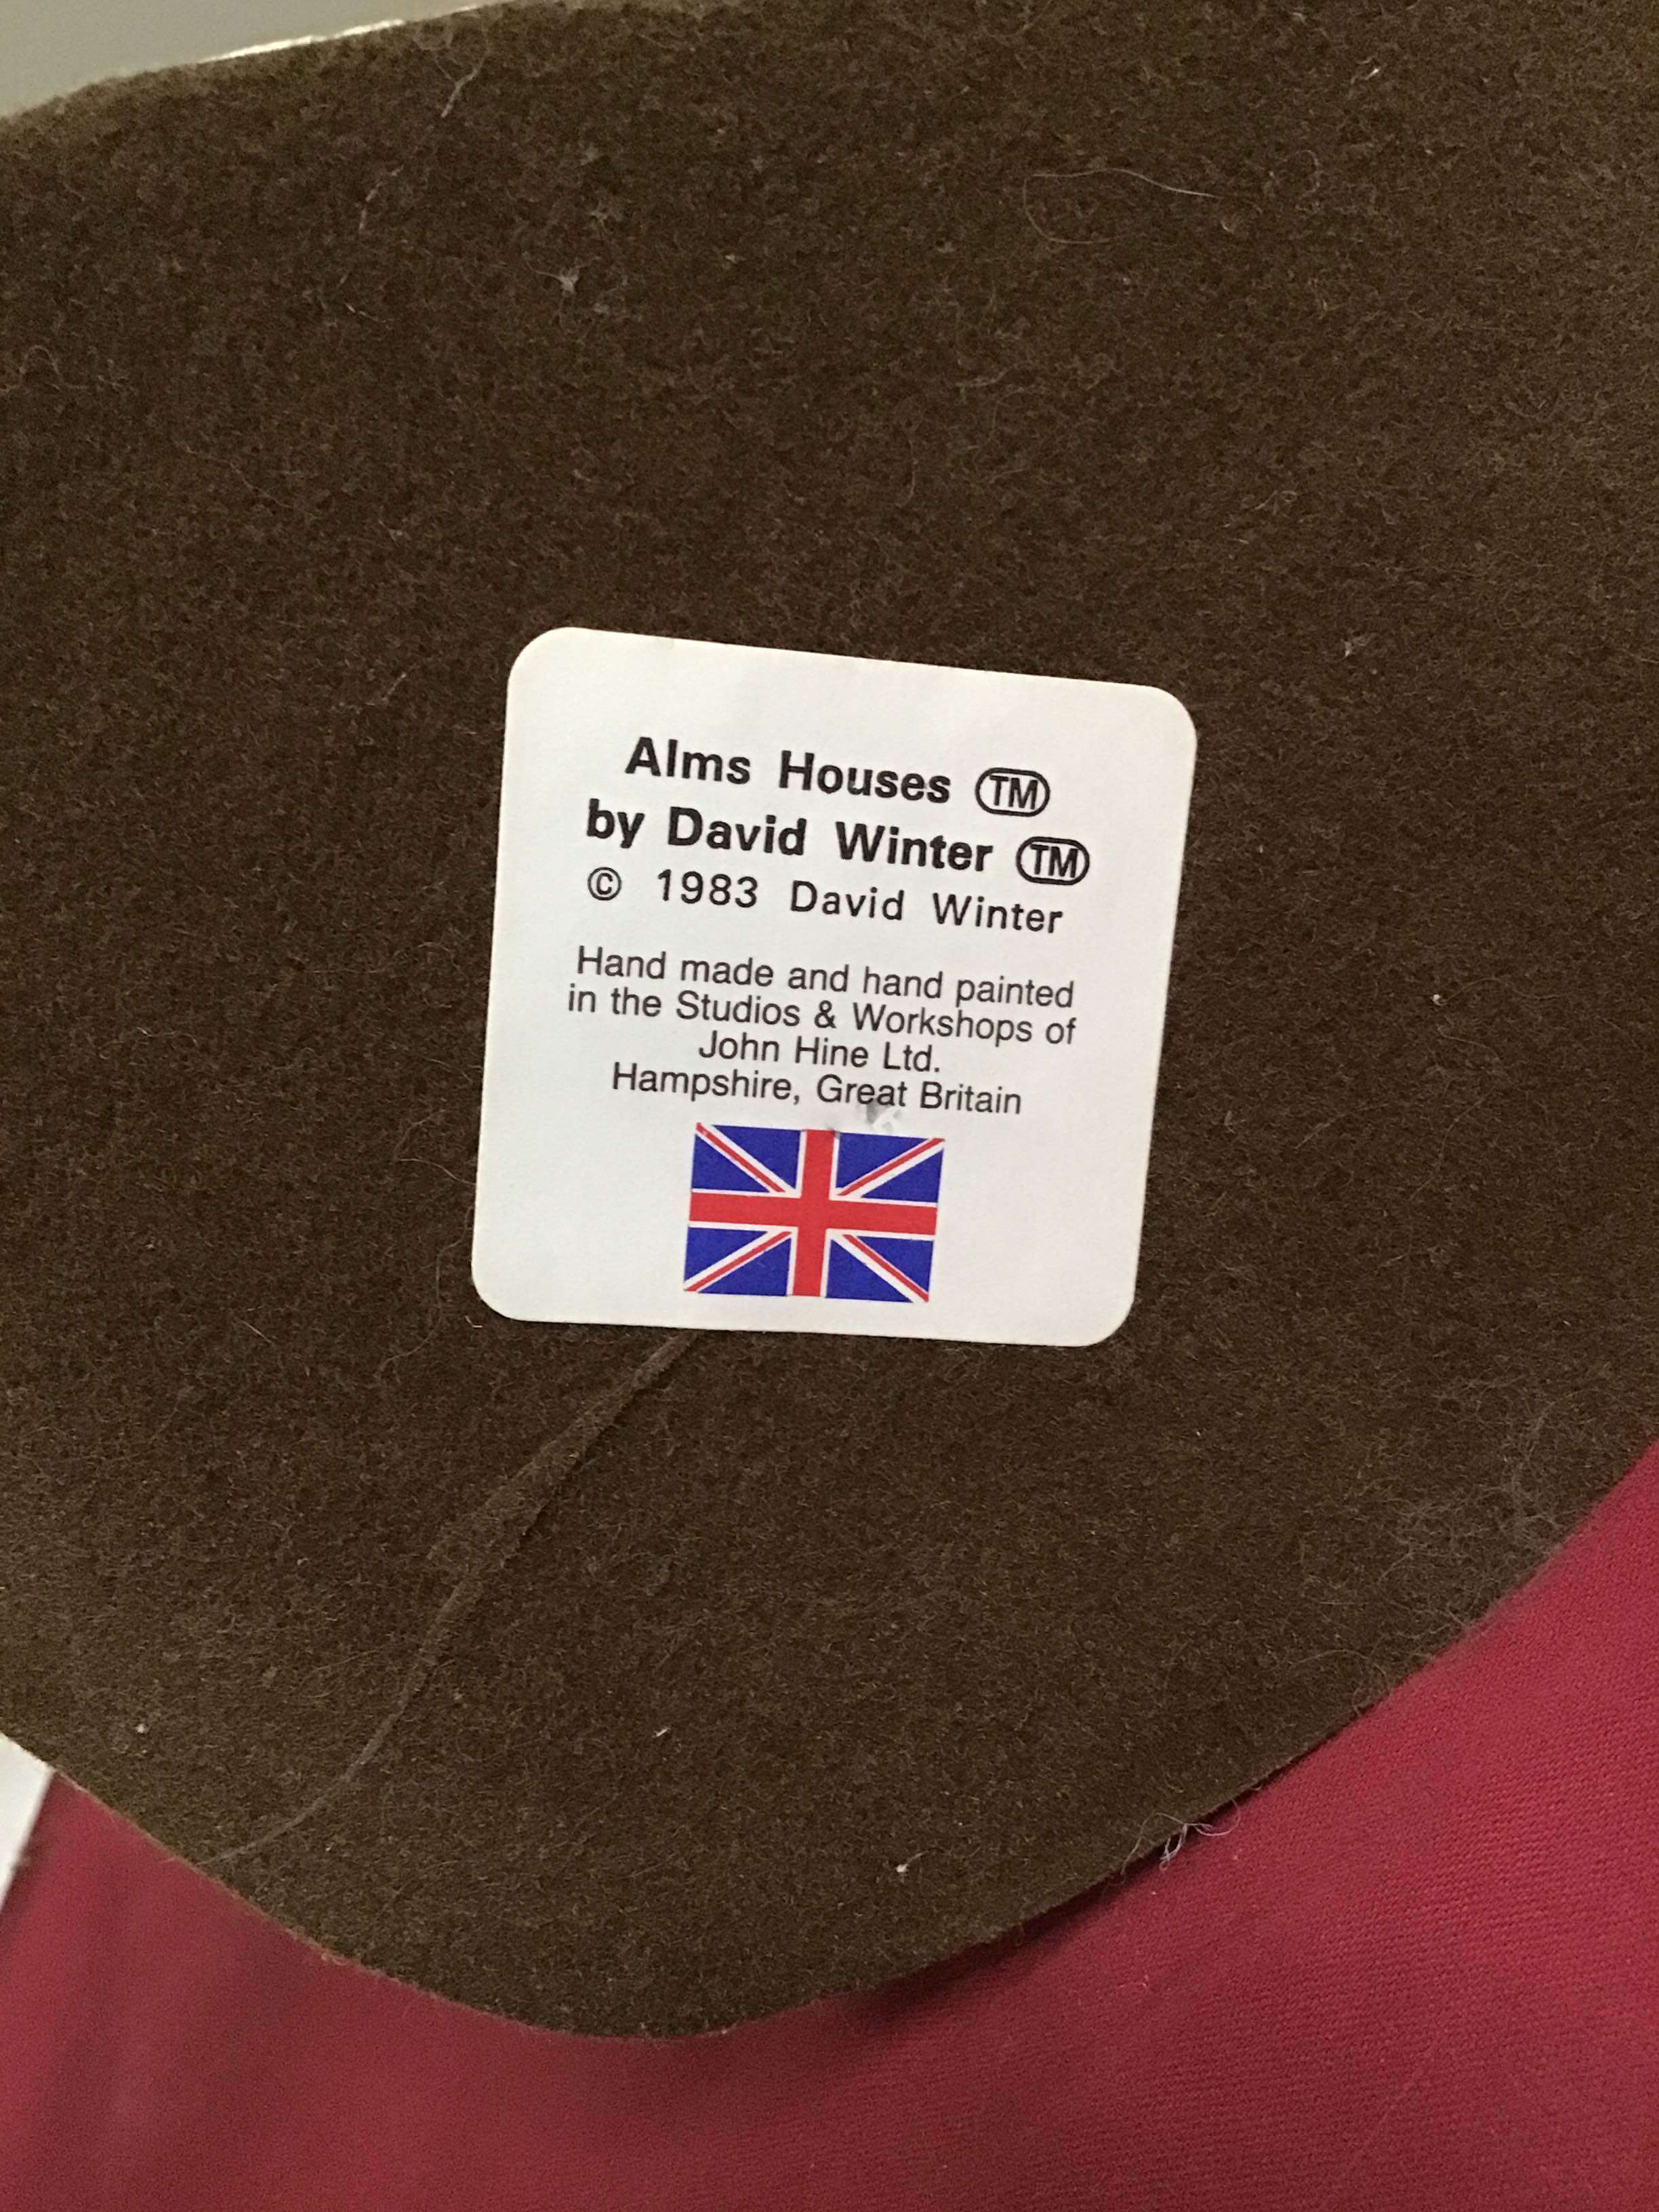 Alms Houses ™
by David Winter ™
© 1983 David Winter
Hand made and hand painted
in the Studios & Workshops of
John Hine Ltd.
Hampshire, Great Britain